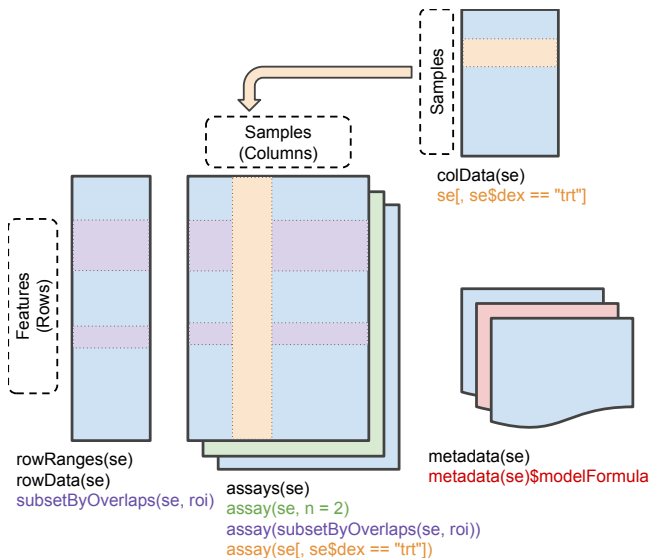 Samples
Samples
(Columns)
colData(se)
se[, se$dex == "trt"]
Features
(Rows)
rowRanges(se)
rowData(se)
subsetByOverlaps(se, roi)
assays(se)
assay(se, n = 2)
assay(subsetByOverlaps(se, roi))
assay(se[, se$dex == "trt"])
metadata(se)
metadata(se)$modelFormula